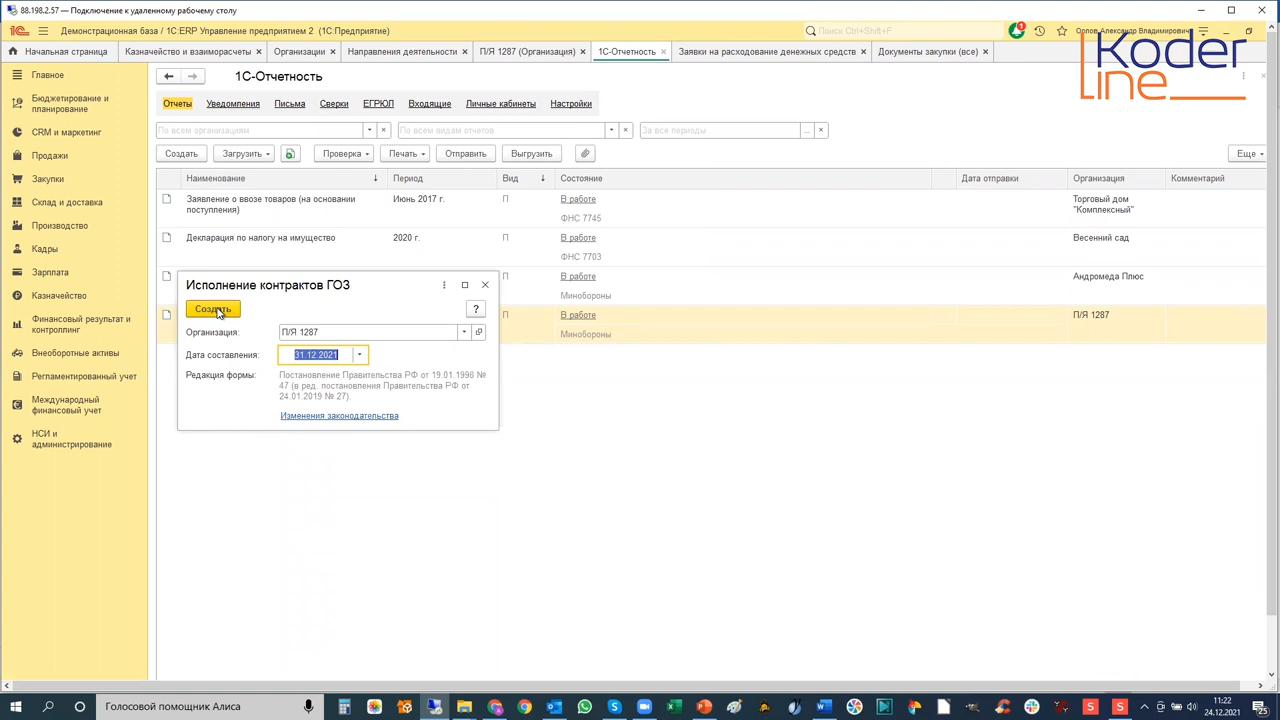 88.198.2.57 — Подключение к удаленному рабочему столу
Демонстрационная база / 1С:ERP Управление предприятием 2 (1С:Предприятие)
Поиск Ctrl+Shift+F
Орлов Александр Владимирович
Начальная страница
Казначейство и взаиморасчеты
Организации
Направления деятельности
П/Я 1287 (Организация)
1С-Отчетность
Заявки на расходование денежных средств
Документы закупки (все)
Koder
line
Главное
Бюджетирование и
планирование
CRM и маркетинг
Продажи
Закупки
Склад и доставка
Производство
Кадры
Зарплата
Казначейство
Финансовый результат и
контроллинг
Внеоборотные активы
Регламентированный учет
Международный
финансовый учет
НСИ и
администрирование
1С-Отчетность
Отчеты Уведомления Письма Сверки ЕГРЮЛ Входящие Личные кабинеты Настройки
По всем организациям
По всем видам отчетов
За все периоды
Создать Загрузить Проверка Печать Отправить Выгрузить Еще
Наименование Период Вид Состояние Дата отправки Организация Комментарий
Заявление о ввозе товаров (на основании
поступления)
Июнь 2017 г. П В работе
ФНС 7745
Торговый дом
"Комплексный"
Декларация по налогу на имущество 2020 г. П В работе Весенний сад
ФНС 7703
П В работе Андромеда Плюс
Минобороны
П В работе П/Я 1287
Минобороны
Исполнение контрактов ГОЗ
Создать ?
Организация: П/Я 1287
Дата составления: 31.12.2021
Редакция формы: Постановление Правительства РФ от 19.01.1998 №
47 (в ред. постановления Правительства РФ от
24.01.2019 № 27).
Изменения законодательства
Голосовой помощник Алиса
11:22
24.12.2021